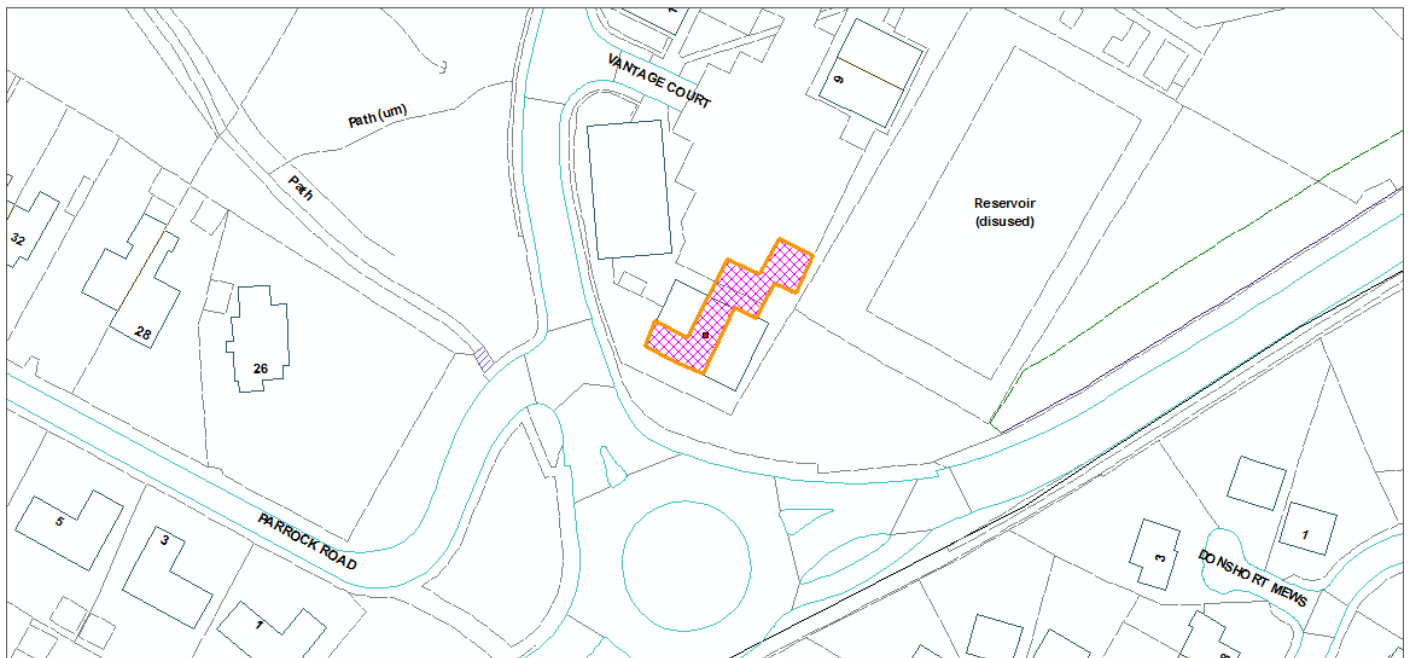 VANTAGE COURT
9
Path (um)
Path
Reservoir
(disused)
32
28
26
5
3
PARROCK ROAD
1
1
3
DONSHORT MEWS